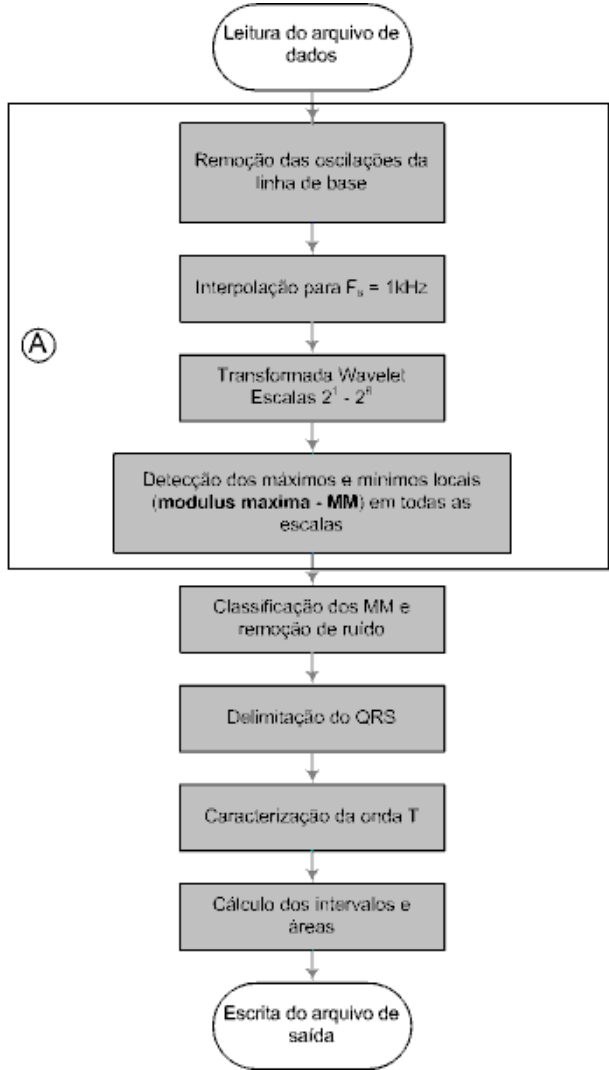 Leitura do arquivo de
dados
Remoção das oscilações da
linha de base
Interpolação para Fs = 1kHz
A
Transformada Wavelet
Escalas 2¹ -
Detecção dos máximos e mínimos locais
(modulus maxima - MM) em todas as
escalas
Classificação dos MM e
remoção de ruído
Delimitação do QRS
Caracterização da onda T
Cálculo dos intervalos e
áreas
Escrita do arquivo de
saída